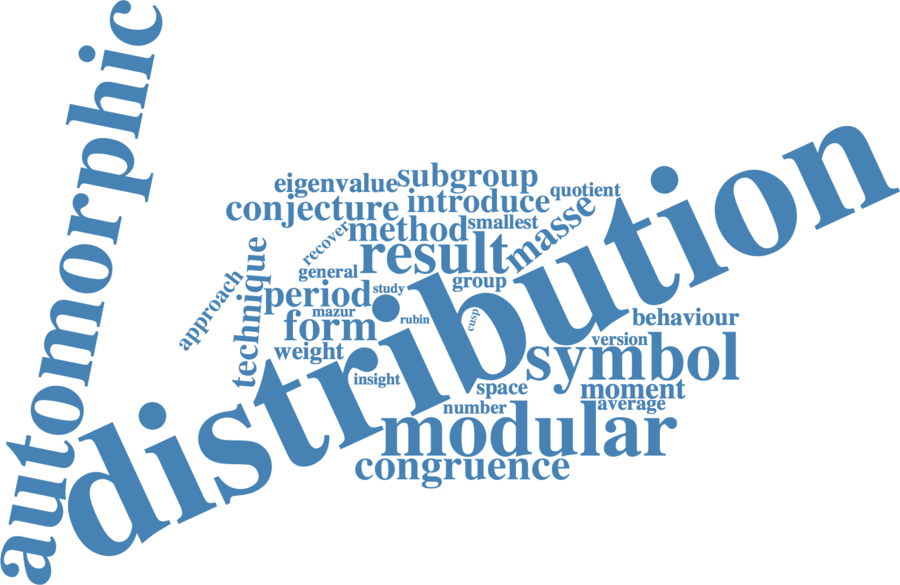 automorphic
distribution
eigenvalue
subgroup
quotient
conjecture
introduce
smallest
masse
recover
method
result
technique
approach
general
group
period
study
mazur
form
rubin
cusp
behaviour
weight
version
symbol
insight
space
moment
number
average
modular
congruence